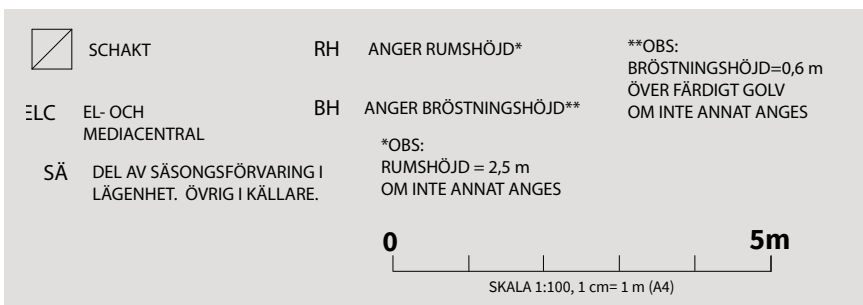 SCHAKT
ELC EL- OCH
MEDIACENTRAL
SÄ DEL AV SÄSONGSFÖRVARING I
LÄGENHET. ÖVRIG I KÄLLARE.
RH ANGER RUMSHÖJD*
BH ANGER BRÖSTNINGSHÖJD**
*OBS:
RUMSHÖJD = 2,5 m
OM INTE ANNAT ANGES
**OBS:
BRÖSTNINGSHÖJD=0,6 m
ÖVER FÄRDIGT GOLV
OM INTE ANNAT ANGES
0 5m
SKALA 1:100, 1 cm= 1 m (A4)